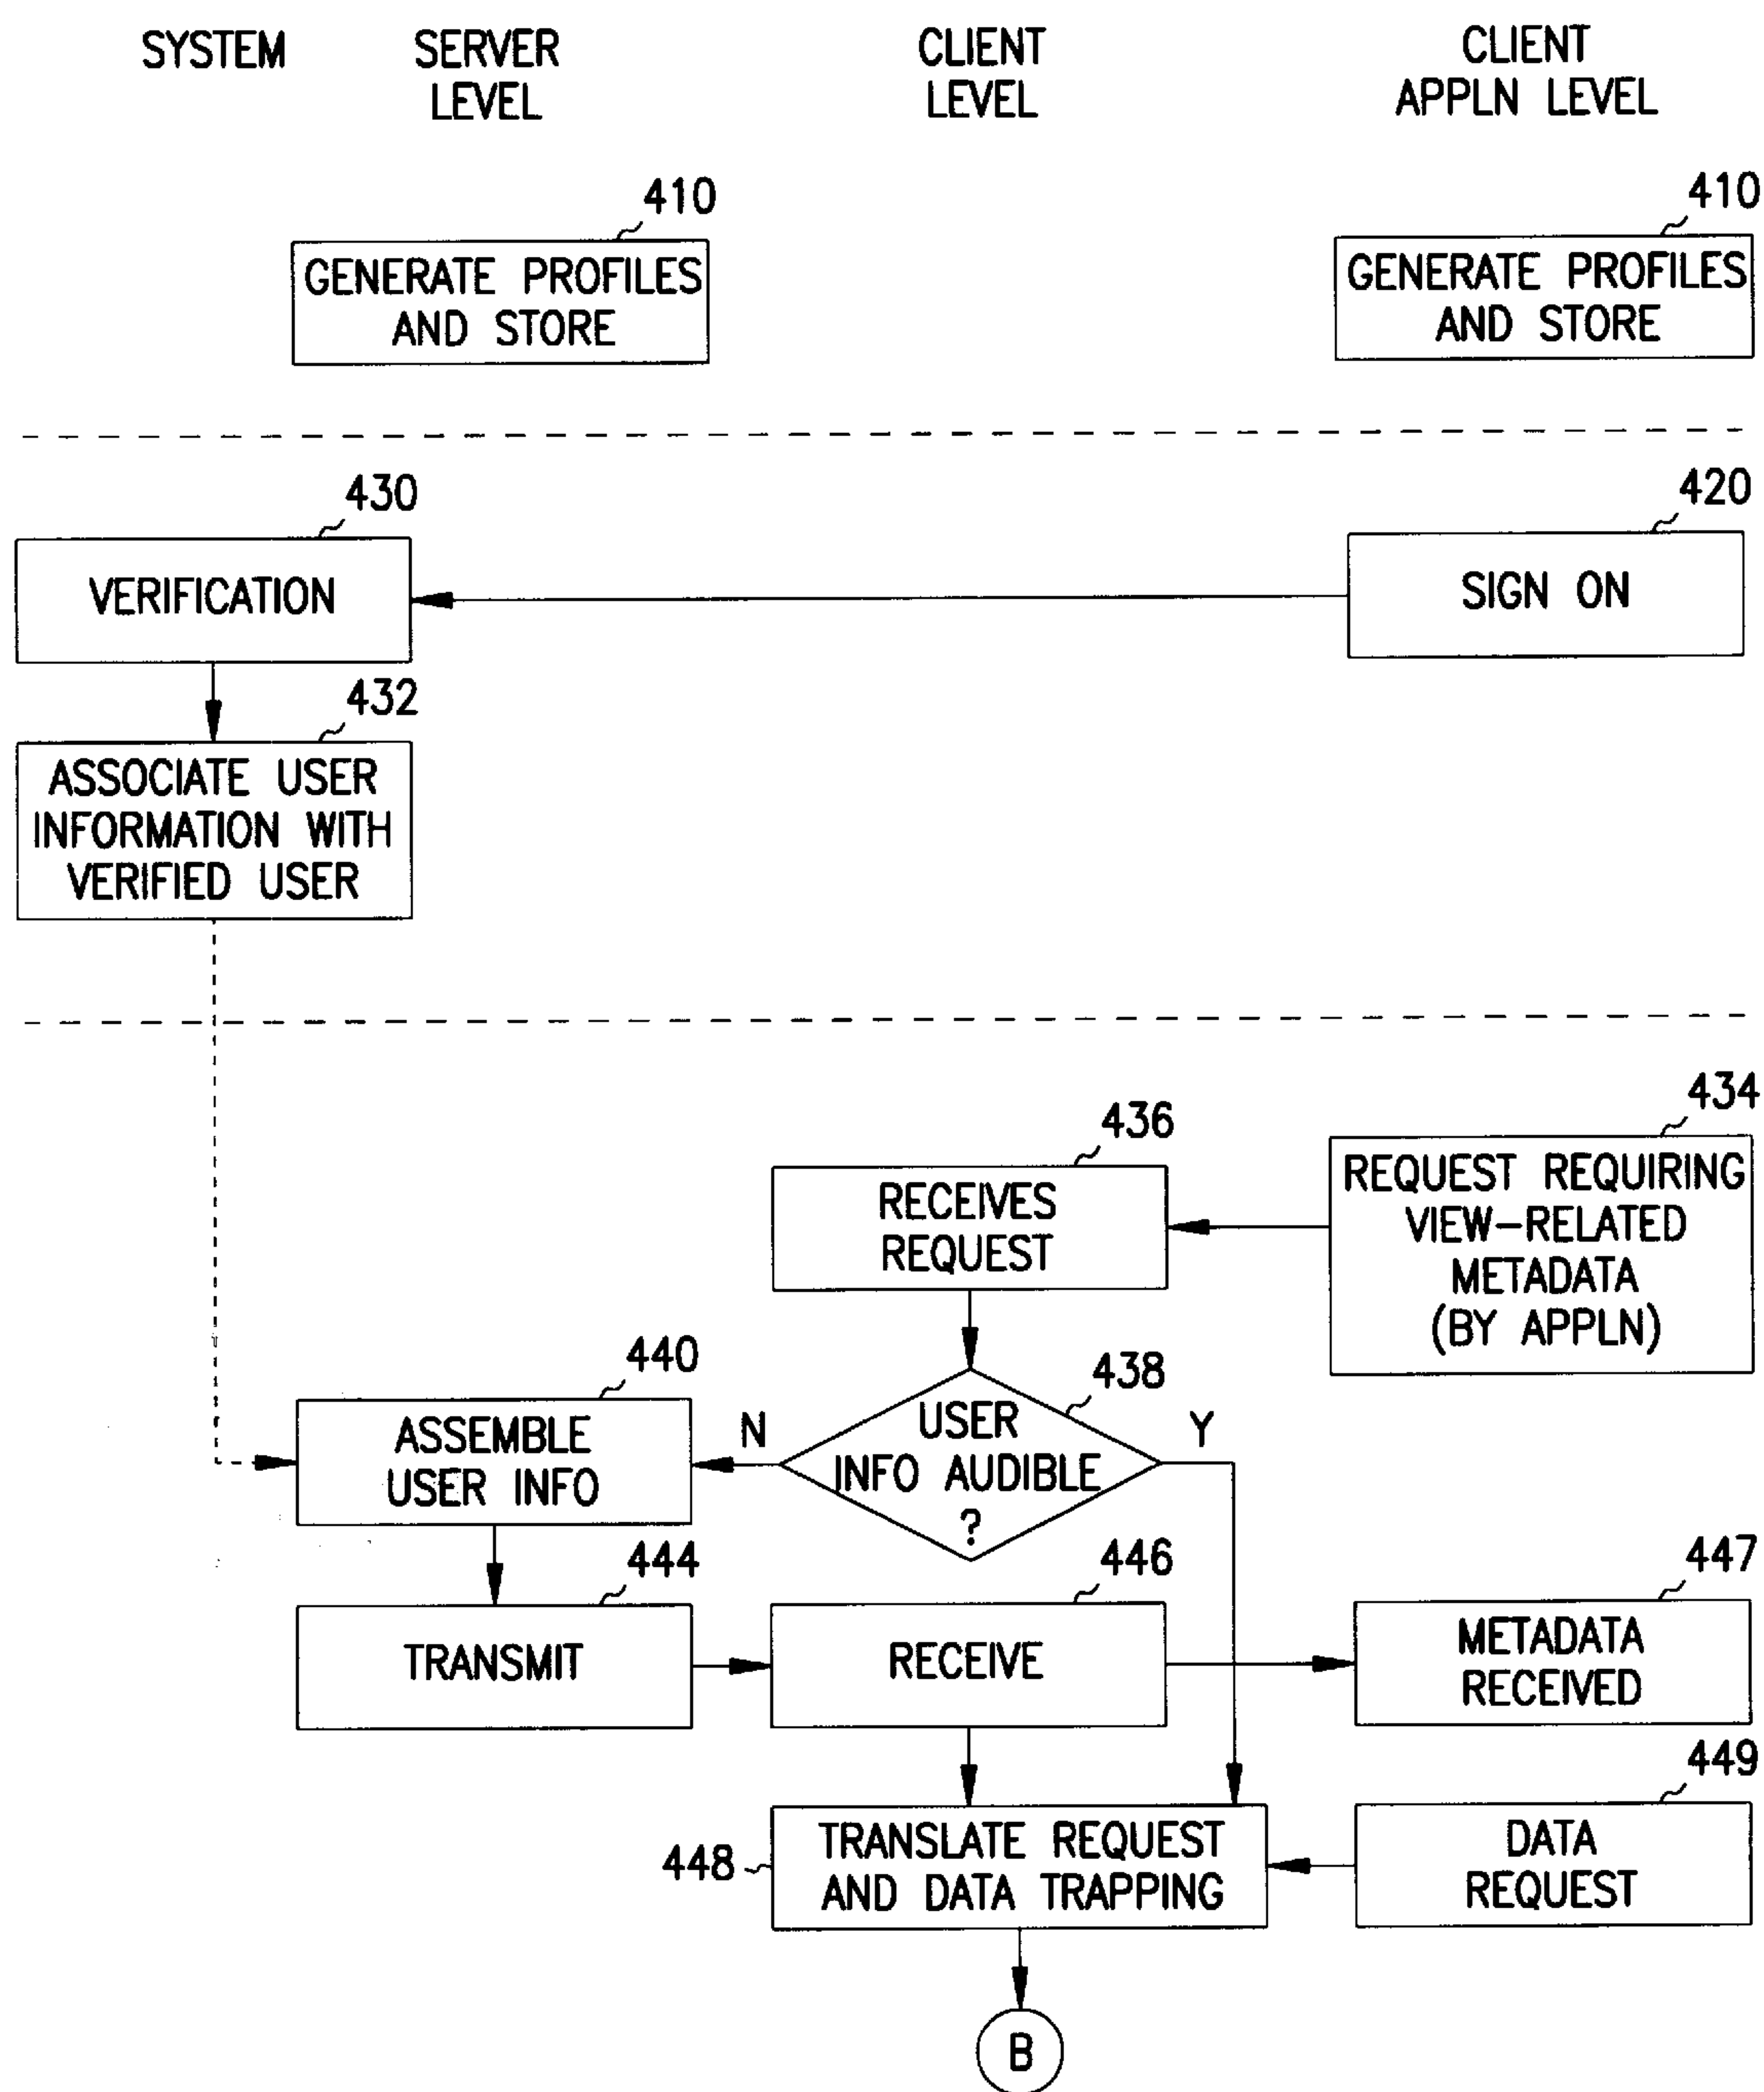 SYSTEM
SERVER
LEVEL
CLIENT
LEVEL
CLIENT
APPLN LEVEL
410
GENERATE PROFILES
AND STORE
410
GENERATE PROFILES
AND STORE
430
VERIFICATION
420
SIGN ON
432
ASSOCIATE USER
INFORMATION WITH
VERIFIED USER
434
REQUEST REQUIRING
VIEW-RELATED
METADATA
(BY APPLN)
436
RECEIVES
REQUEST
438
USER
INFO AUDIBLE
?
N
Y
440
ASSEMBLE
USER INFO
444
TRANSMIT
446
RECEIVE
447
METADATA
RECEIVED
448
TRANSLATE REQUEST
AND DATA TRAPPING
449
DATA
REQUEST
B